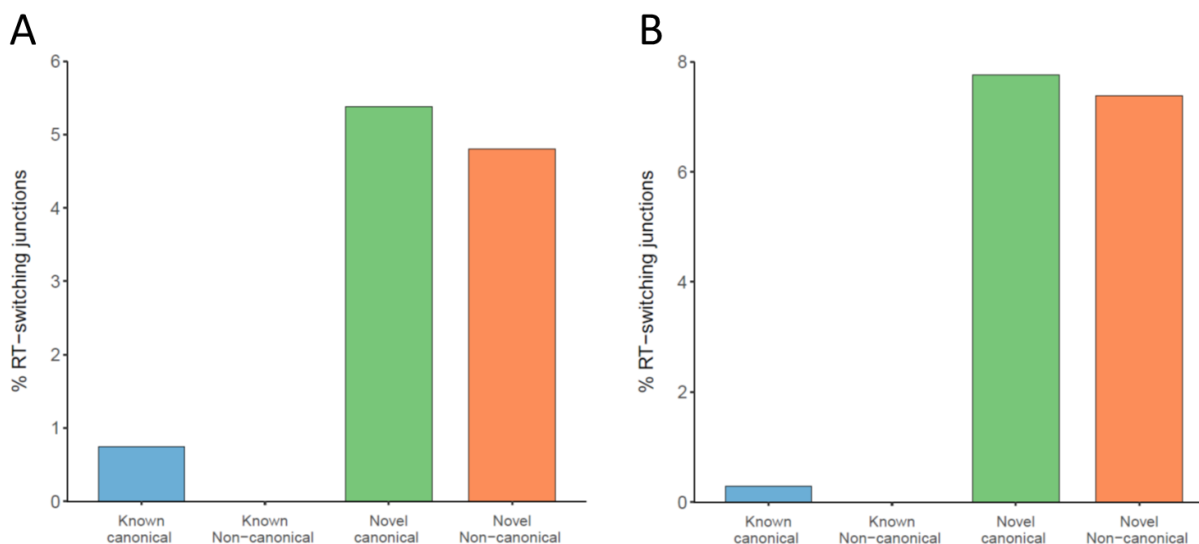 A
6
5
4
3
2
1
0
% RT−switching junctions
Known
canonical
Known
Non−canonical
Novel
canonical
Novel
Non−canonical
B
8
6
4
2
0
% RT−switching junctions
Known
canonical
Known
Non−canonical
Novel
canonical
Novel
Non−canonical